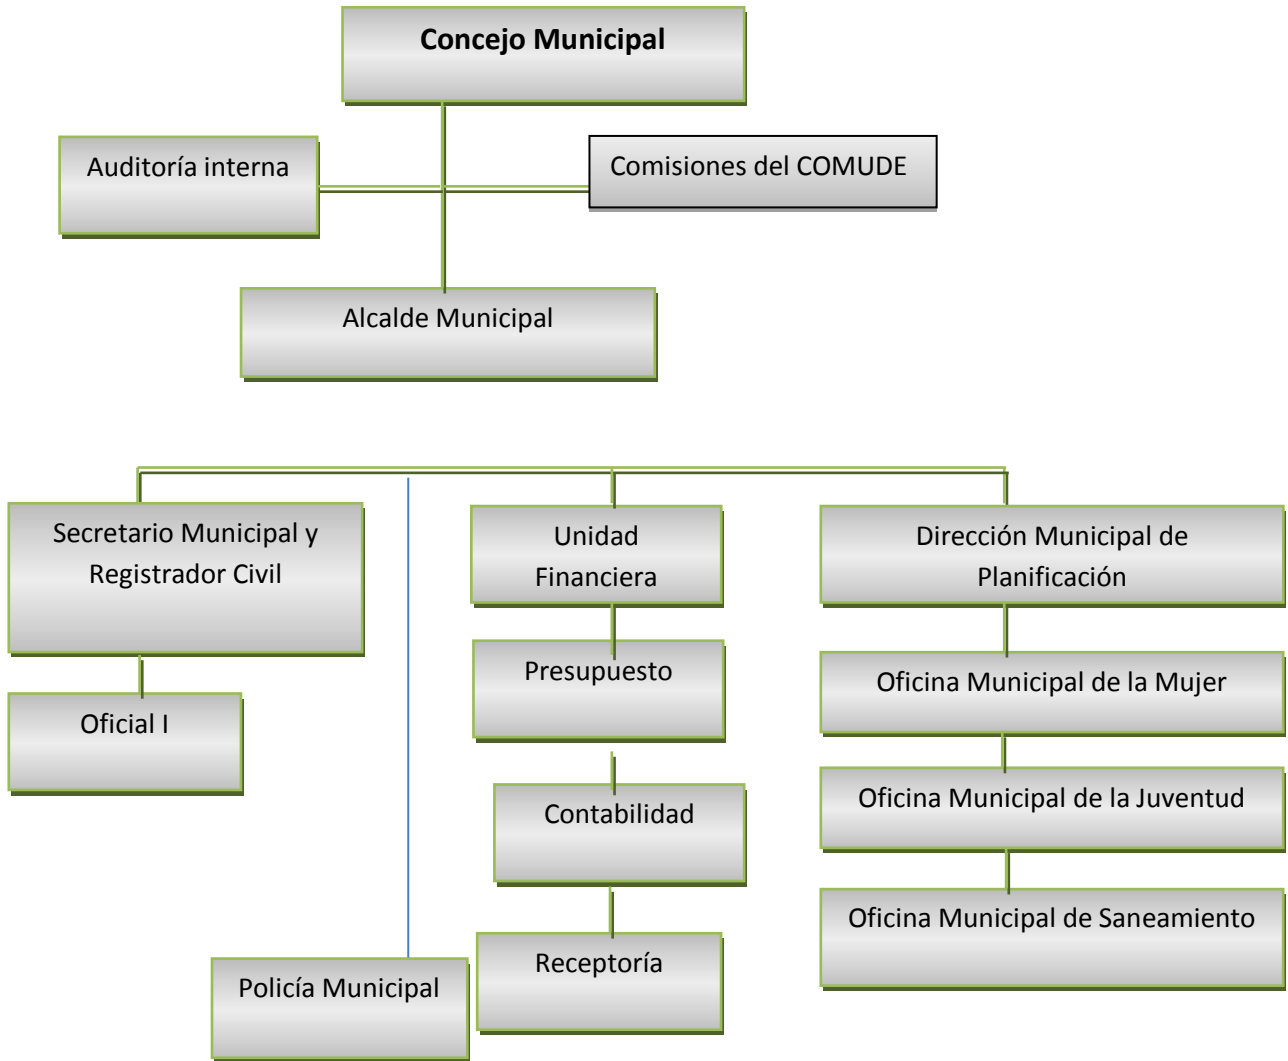 Concejo Municipal
Auditoría interna
Comisiones del COMUDE
Alcalde Municipal
Secretario Municipal y
Registrador Civil
Unidad
Financiera
Dirección Municipal de
Planificación
Oficial I
Presupuesto
Oficina Municipal de la Mujer
Contabilidad
Oficina Municipal de la Juventud
Receptoría
Oficina Municipal de Saneamiento
Policía Municipal